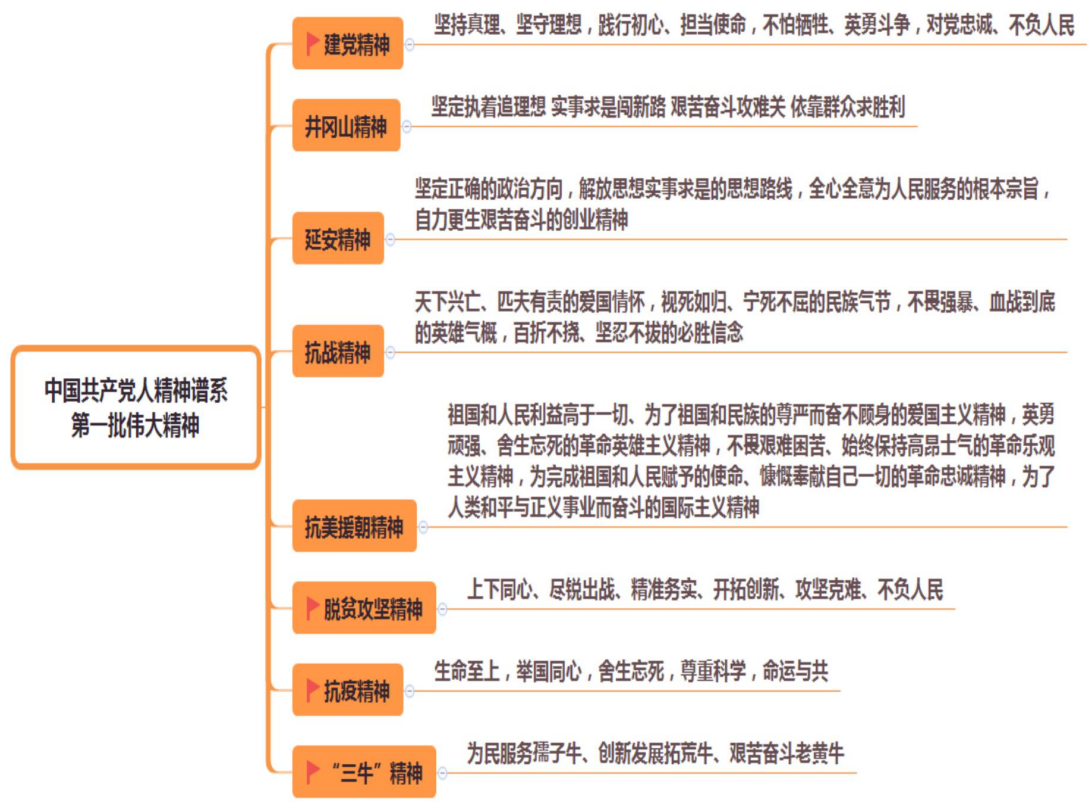 中国共产党人精神谱系
第一批伟大精神
建党精神
坚持真理、坚守理想，践行初心、担当使命，不怕牺牲、英勇斗争，对党忠诚、不负人民
井冈山精神
坚定执着追理想 实事求是闯新路 艰苦奋斗攻难关 依靠群众求胜利
延安精神
坚定正确的政治方向，解放思想实事求是的思想路线，全心全意为人民服务的根本宗旨，
自力更生艰苦奋斗的创业精神
抗战精神
天下兴亡、匹夫有责的爱国情怀，视死如归、宁死不屈的民族气节，不畏强暴、血战到底
的英雄气概，百折不挠、坚忍不拔的必胜信念
抗美援朝精神
祖国和人民利益高于一切、为了祖国和民族的尊严而奋不顾身的爱国主义精神，英勇
顽强、舍生忘死的革命英雄主义精神，不畏艰难困苦、始终保持高昂士气的革命乐观
主义精神，为完成祖国和人民赋予的使命、慷慨奉献自己一切的革命忠诚精神，为了
人类和平与正义事业而奋斗的国际主义精神
脱贫攻坚精神
上下同心、尽锐出战、精准务实、开拓创新、攻坚克难、不负人民
抗疫精神
生命至上，举国同心，舍生忘死，尊重科学，命运与共
“三牛”精神
为民服务孺子牛、创新发展拓荒牛、艰苦奋斗老黄牛